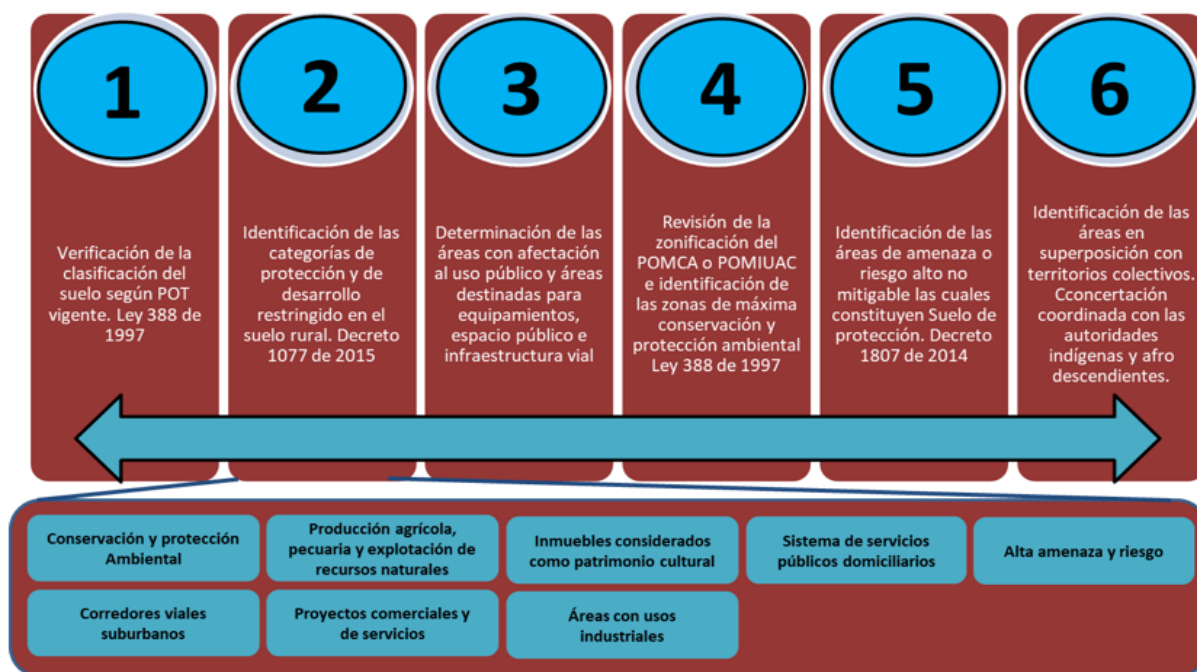 1
Verificación de la
clasificación del
suelo según POT
vigente. Ley 388 de
1997
2
Identificación de las
categorías de
protección y de
desarrollo
restringido en el
suelo rural. Decreto
1077 de 2015
3
Determinación de las
áreas con afectación
al uso público y áreas
destinadas para
equipamientos,
espacio público e
infraestructura vial
4
Revisión de la
zonificación del
POMCA o POMIUAC
e identificación de
las zonas de máxima
conservación y
protección ambiental
Ley 388 de 1997
5
Identificación de las
áreas de amenaza o
riesgo alto no
mitigable las cuales
constituyen Suelo de
protección. Decreto
1807 de 2014
6
Identificación de las
áreas en
superposición con
territorios colectivos.
Cconcertación
coordinada con las
autoridades
indígenas y afro
descendientes.
Conservación y protección
Ambiental
Producción agrícola,
pecuaria y explotación de
recursos naturales
Inmuebles considerados
como patrimonio cultural
Sistema de servicios
públicos domiciliarios
Alta amenaza y riesgo
Corredores viales
suburbanos
Proyectos comerciales y
de servicios
Áreas con usos
industriales